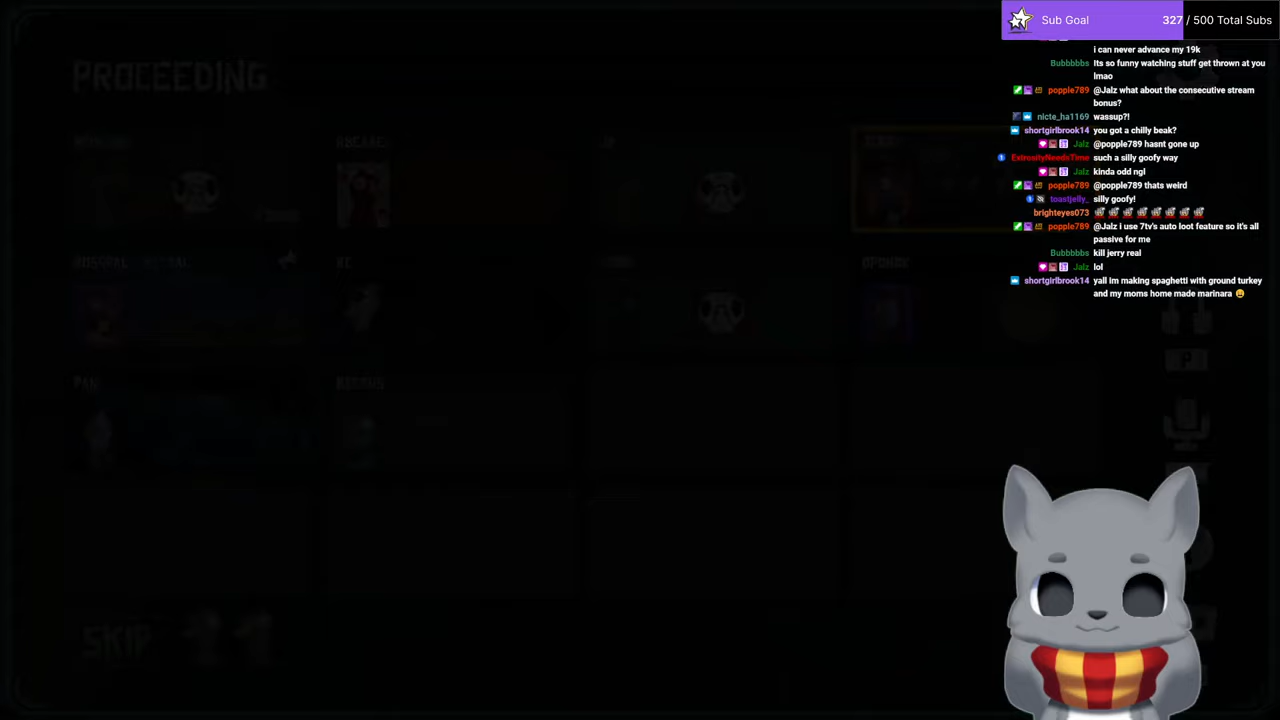 Sub Goal 327 / 500 Total Subs
i can never advance my 19k
Bubbbbbs Its so funny watching stuff get thrown at you
lmao
popple789 @Jalz what about the consecutive stream
bonus?
nicte_ha1169 wassup?!
shortgirlbrook14 you got a chilly beak?
Jalz @popple789 hasnt gone up
ExtrosityNeedsTime such a silly goofy way
Jalz kinda odd ngl
popple789 @popple789 thats weird
toastjelly_ silly goofy!
brighteyes073
popple789 @Jalz i use 7tv's auto loot feature so it's all
passive for me
Bubbbbbs kill jerry real
Jalz lol
shortgirlbrook14 yall im making spaghetti with ground turkey
and my moms home made marinara 😩
PROCEEDING
PAN
SKIP
P